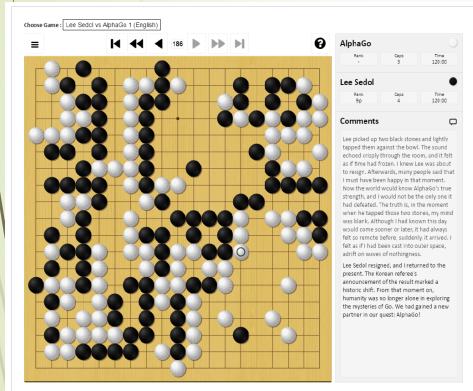 Choose Game : Lee Sedol vs AlphaGo 1 (English)
186
AlphaGo
Rank Caps Time
- 5 120:00
Lee Sedol
Rank Caps Time
9p 4 120:00
Comments
Lee picked up two black stones and lightly
tapped them against the bowl. The sound
echoed crisply through the room, and it felt
as if time had frozen. I knew Lee was about
to resign. Afterwards, many people said that
I must have been happy in that moment.
Now the world would know AlphaGo's true
strength, and I would not be the only one it
had defeated. The truth is, in the moment
when he tapped those two stones, my mind
was blank. Although I had known this day
would come sooner or later, it had always
felt so remote before; suddenly it arrived. I
felt as if I had been cast into outer space,
adrift on waves of nothingness.
Lee Sedol resigned, and I returned to the
present. The Korean referee's
announcement of the result marked a
historic shift. From that moment on,
humanity was no longer alone in exploring
the mysteries of Go. We had gained a new
partner in our quest: AlphaGo!